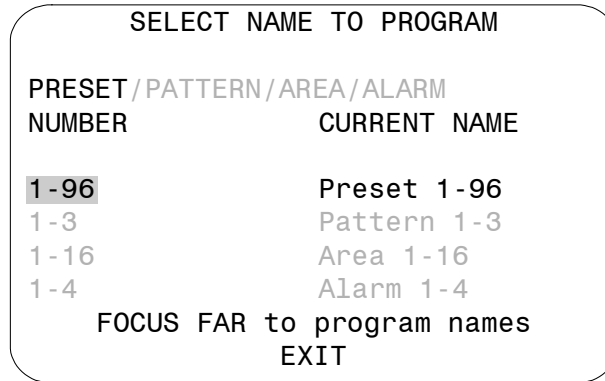 SELECT NAME TO PROGRAM
PRESET/PATTERN/AREA/ALARM
NUMBER CURRENT NAME
1-96 Preset 1-96
1-3 Pattern 1-3
1-16 Area 1-16
1-4 Alarm 1-4
FOCUS FAR to program names
EXIT